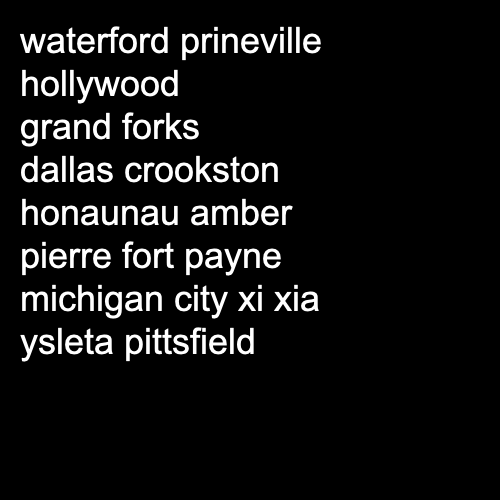 waterford prineville
hollywood
grand forks
dallas crookston
honaunau amber
pierre fort payne
michigan city xi xia
ysleta pittsfield